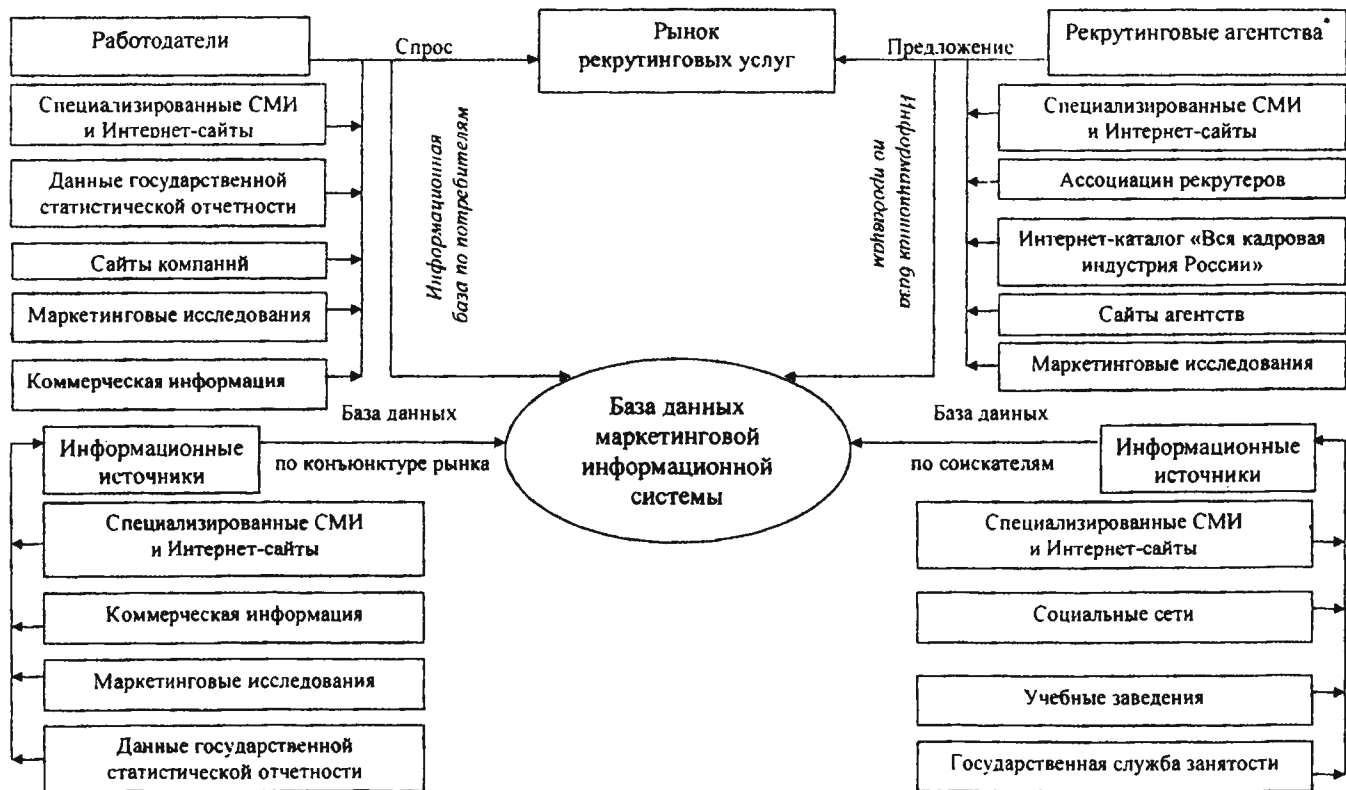 Работодатели
Спрос
Рынок
рекрутинговых услуг
Предложение
Рекрутинговые агентства*
Специализированные СМИ
и Интернет-сайты
Данные государственной
статистической отчетности
Сайты компаний
Маркетинговые исследования
Коммерческая информация
Информационная
база по потребителям
Информационная база
по продавцам
Специализированные СМИ
и Интернет-сайты
Ассоциации рекрутеров
Интернет-каталог «Вся кадровая
индустрия России»
Сайты агентств
Маркетинговые исследования
База данных
по конъюнктуре рынка
База данных
маркетинговой
информационной
системы
База данных
по соискателям
Информационные
источники
Специализированные СМИ
и Интернет-сайты
Коммерческая информация
Маркетинговые исследования
Данные государственной
статистической отчетности
Информационные
источники
Специализированные СМИ
и Интернет-сайты
Социальные сети
Учебные заведения
Государственная служба занятости